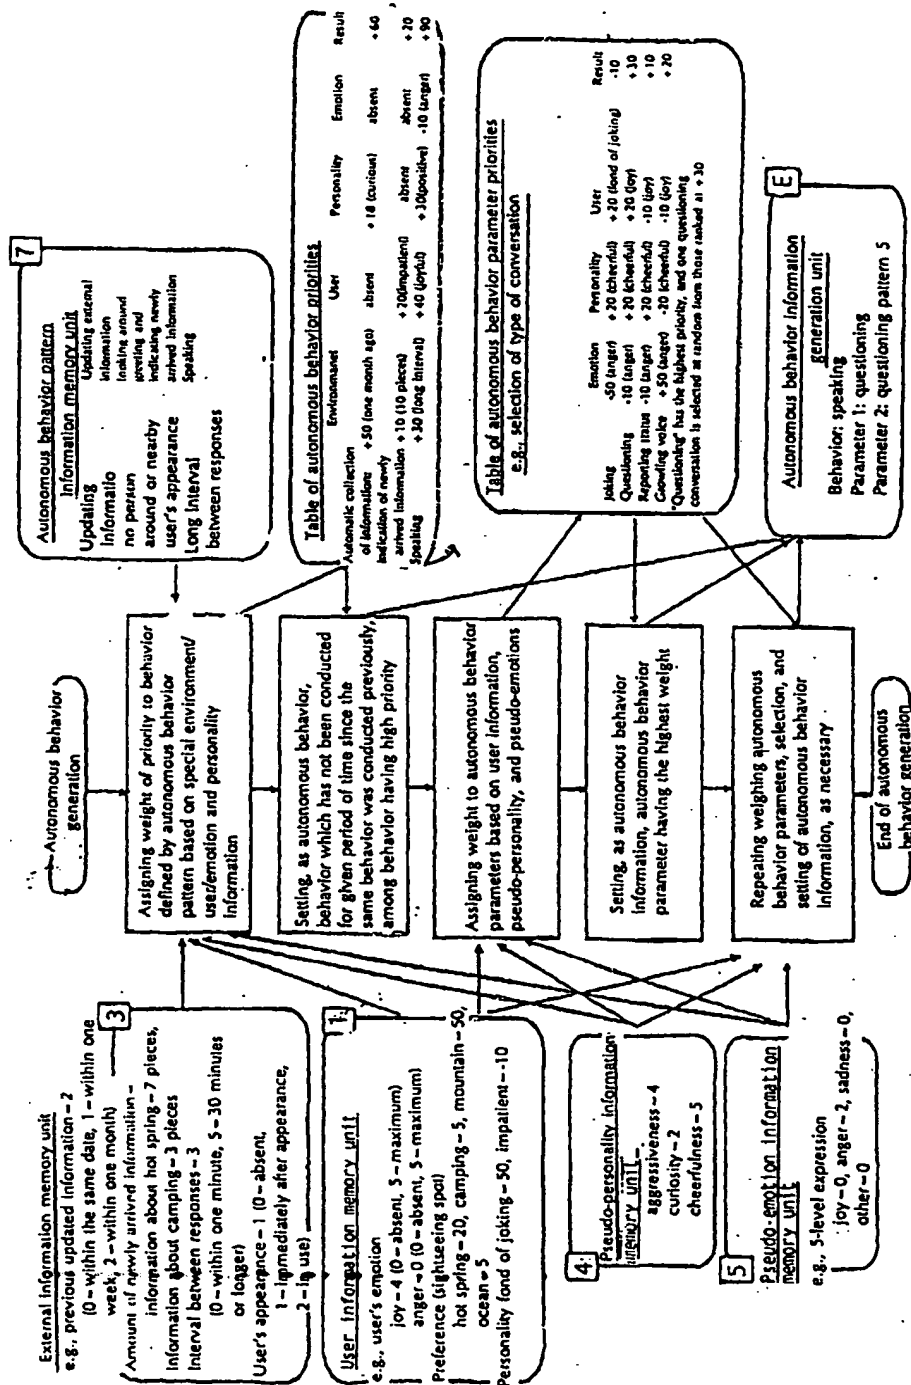 External information memory unit
e.g., previous updated information – 2
(0 – within the same date, 1 – within one
week, 2 – within one month)
3
Amount of newly arrived information –
information about hot spring – 7 pieces,
information about camping – 3 pieces
Interval between responses – 3
(0 – within one minute, 5 – 30 minutes
or longer)
User's appearance – 1 (0 – absent,
1 – immediately after appearance,
2 – in use)
1
User information memory unit
e.g., user's emotion
joy – 4 (0 – absent, 5 – maximum)
anger – 0 (0 – absent, 5 – maximum)
Preference (sightseeing spot)
hot spring – 20, camping – 5, mountain – 50,
ocean – 5
Personality fond of joking – 50, impatient – -10
4
Pseudo-personality information
memory unit
aggressiveness – 4
curiosity – 2
cheerfulness – 5
5
Pseudo-emotion information
memory unit
e.g., 5-level expression
joy – 0, anger – 2, sadness – 0,
other – 0
Autonomous behavior
generation
Assigning weight of priority to behavior
defined by autonomous behavior
pattern based on special environment/
user/emotion and personality
information
Setting, as autonomous behavior,
behavior which has not been conducted
for given period of time since the
same behavior was conducted previously,
among behavior having high priority
Assigning weight to autonomous behavior
parameters based on user information,
pseudo-personality, and pseudo-emotions
Setting, as autonomous behavior
information, autonomous behavior
parameter having the highest weight
Repeating weighing autonomous
behavior parameters, selection, and
setting of autonomous behavior
information, as necessary
End of autonomous
behavior generation
7
Autonomous behavior pattern
information memory unit
Updating Updating external
Informatio information
no person looking around
around or nearby greeting and
user's appearance indicating newly
arrived information
Long interval Speaking
between responses
Table of autonomous behavior priorities
Environmanet User Personality Emotion Result
Automatic collection
of informations +50 (one month ago) absent +18 (curious) absent +60
indication of newly
arrived information +10 (10 pieces) +20(impatient) absent absent +20
Speaking +30 (long interval) +40 (joyful) +30(positive) -10 (anger) +90
Table of autonomous behavior parameter priorities
e.g., selection of type of conversation
Emotion Personality User Result
Joking -50 (anger) +20 (cheerful) +20 (fond of joking) -10
Questioning -10 (anger) +20 (cheerful) +20 (joy) +30
Reporting status -10 (anger) +20 (cheerful) -10 (joy) +10
Growling voice +50 (anger) -20 (cheerful) -10 (joy) +20
"Questioning" has the highest priority, and one questioning
conversation is selected at random from those ranked at +30
E
Autonomous behavior information
generation unit
Behavior: speaking
Parameter 1: questioning
Parameter 2: questioning pattern 5